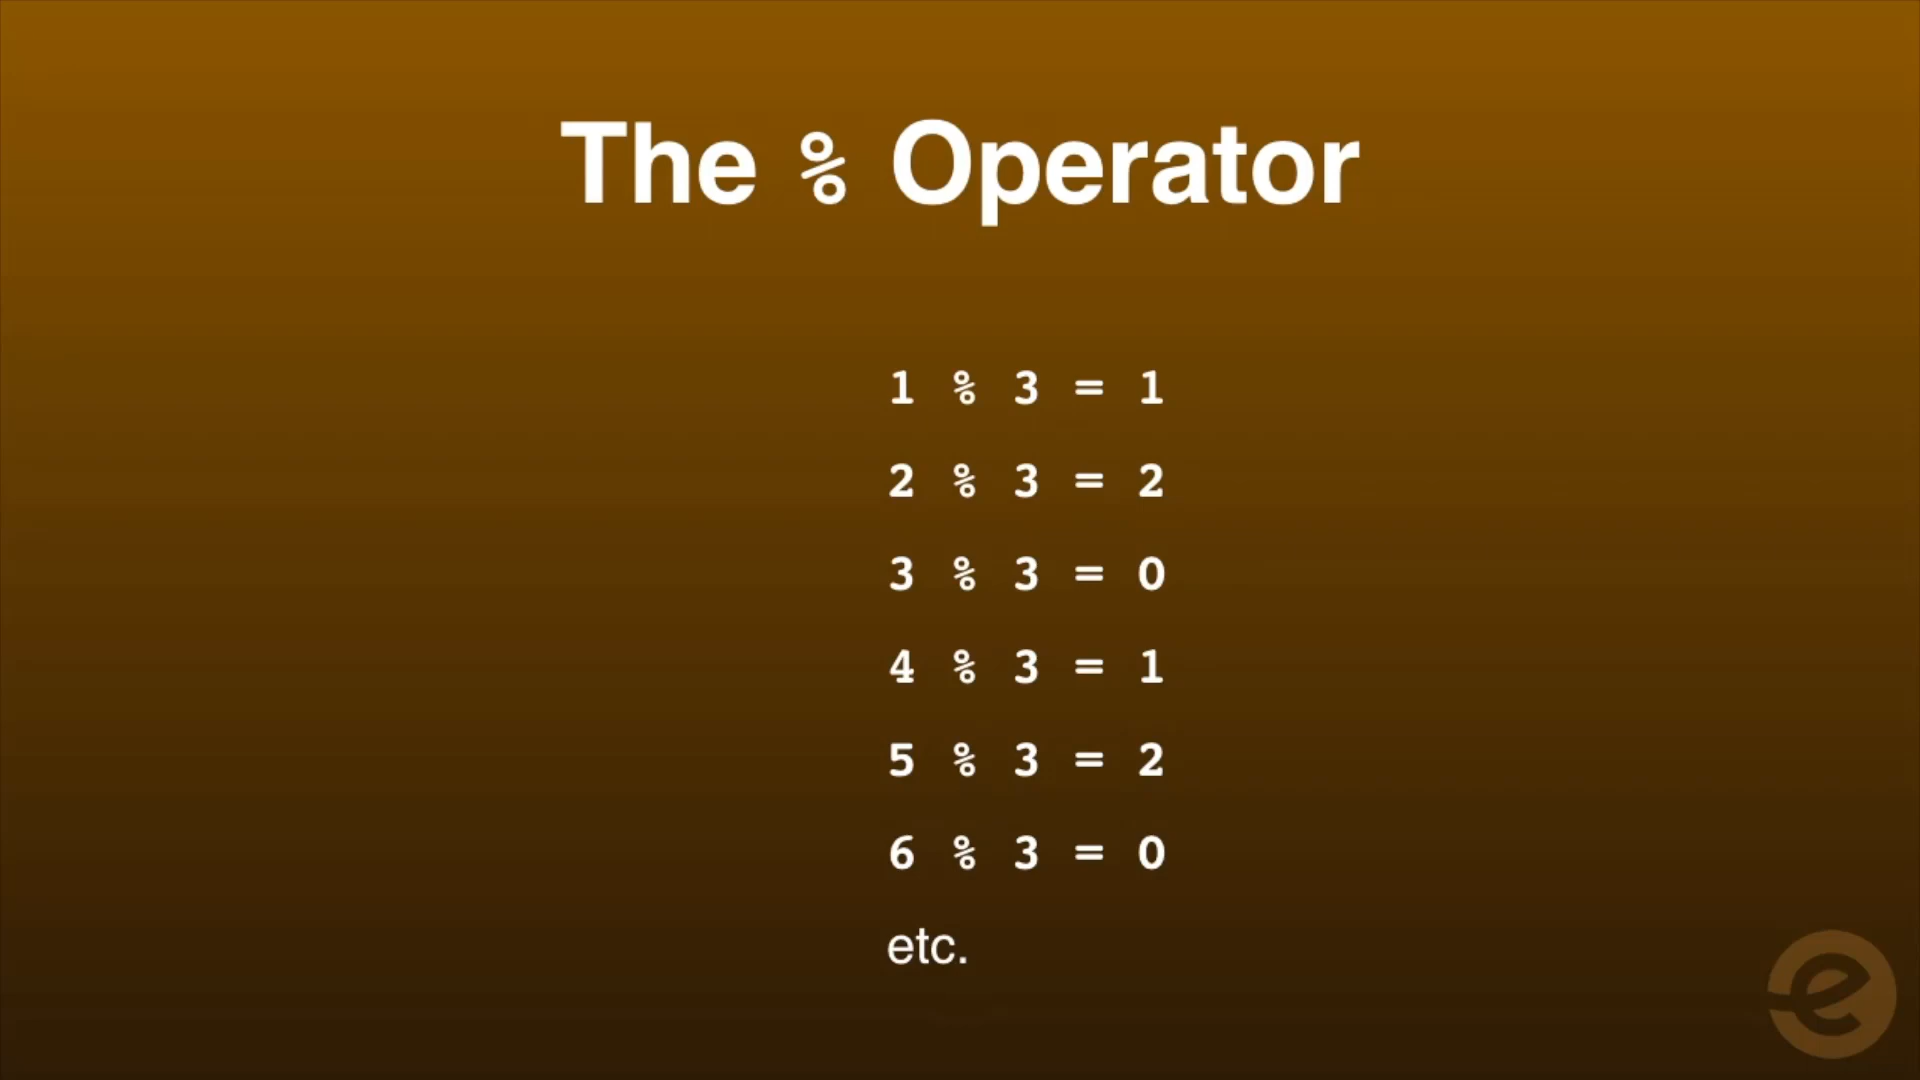 The % Operator
1 % 3 = 1
2 % 3 = 2
3 % 3 = 0
4 % 3 = 1
5 % 3 = 2
6 % 3 = 0
etc.